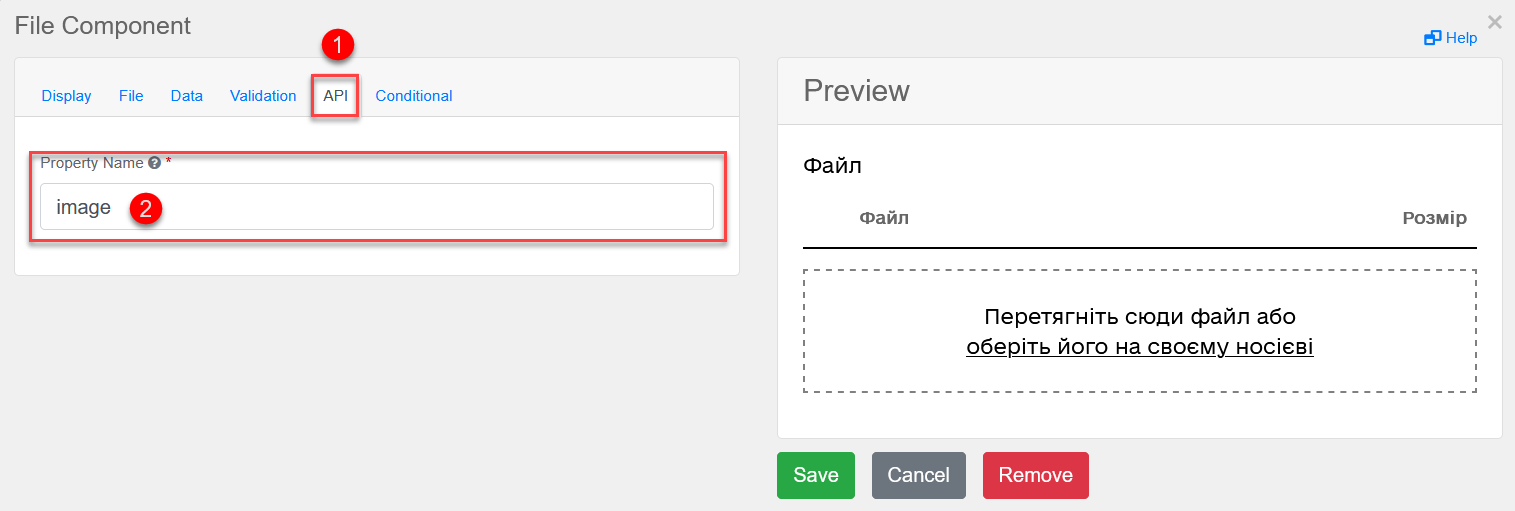 File Component
1
Help
×
Display File Data Validation API Conditional
Property Name ? *
image 2
Preview
Файл
Файл Розмір
Перетягніть сюди файл або
оберіть його на своєму носієві
Save Cancel Remove